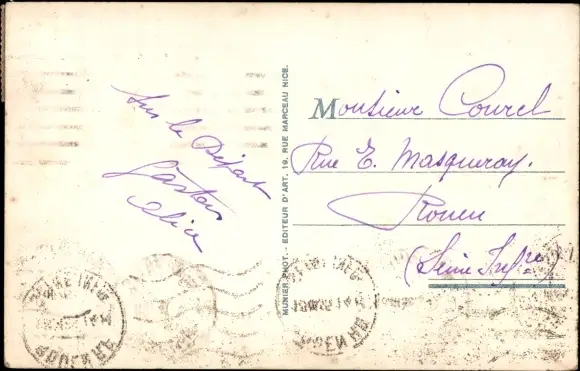 Sur le Départ
Gaston
Alice
MUNIER PHOT. - EDITEUR D'ART. 19, RUE MARCEAU NICE.
Monsieur Courel
Rue E. Masqueray.
Rouen
(Seine Infre)